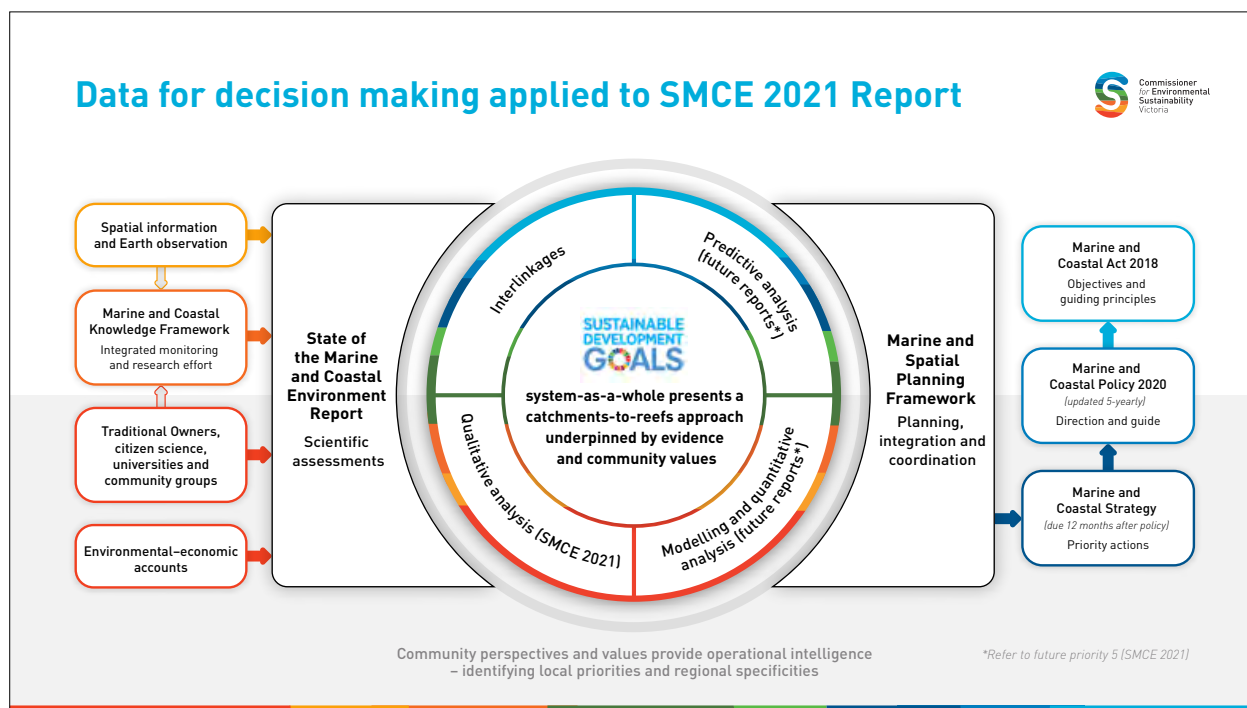 Data for decision making applied to SMCE 2021 Report
Commissioner
for Environmental
Sustainability
Victoria
Spatial information
and Earth observation
Marine and Coastal
Knowledge Framework
Integrated monitoring
and research effort
Traditional Owners,
citizen science,
universities and
community groups
Environmental–economic
accounts
State of
the Marine
and Coastal
Environment
Report
Scientific
assessments
Interlinkages
Predictive analysis
(future reports*)
Qualitative analysis (SMCE 2021)
Modelling and quantitative
analysis (future reports*)
SUSTAINABLE
DEVELOPMENT
GOALS
system-as-a-whole presents a
catchments-to-reefs approach
underpinned by evidence
and community values
Marine and
Spatial
Planning
Framework
Planning,
integration and
coordination
Marine and
Coastal Act 2018
Objectives and
guiding principles
Marine and
Coastal Policy 2020
(updated 5-yearly)
Direction and guide
Marine and
Coastal Strategy
(due 12 months after policy)
Priority actions
Community perspectives and values provide operational intelligence
– identifying local priorities and regional specificities
*Refer to future priority 5 (SMCE 2021)